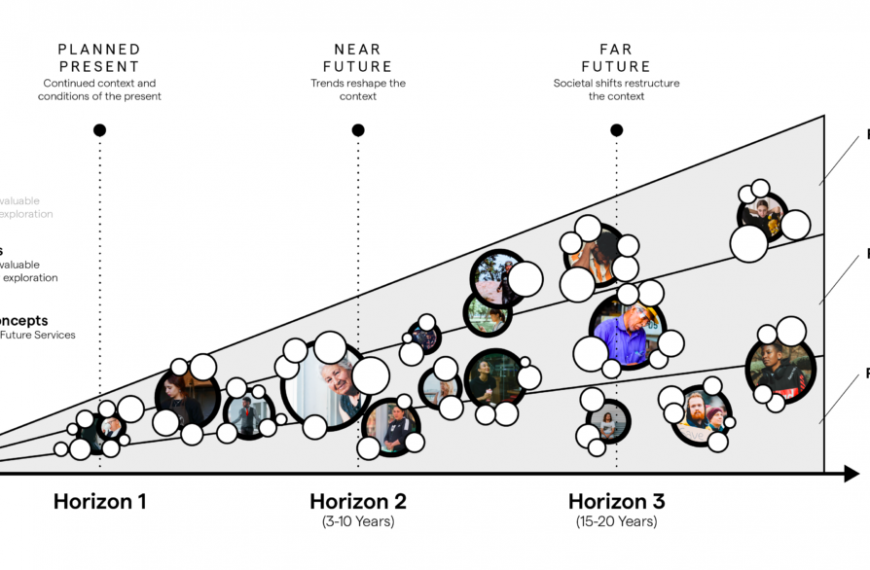 PLANNED
PRESENT
Continued context and
conditions of the present
NEAR
FUTURE
Trends reshape the
context
FAR
FUTURE
Societal shifts restructure
the context
valuable
exploration
valuable
exploration
Future Services
Horizon 1
Horizon 2
(3-10 Years)
Horizon 3
(15-20 Years)